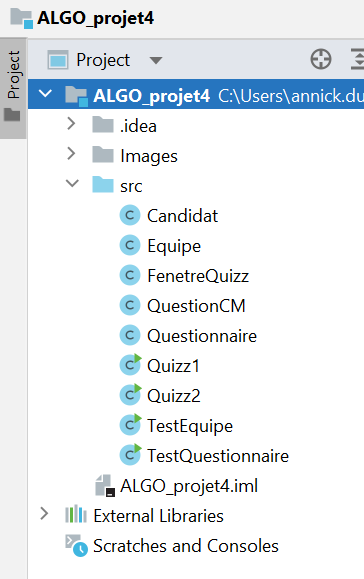 ALGO_projet4
Project
Project
ALGO_projet4 C:\Users\annick.du
.idea
Images
src
Candidat
Equipe
FenetreQuizz
QuestionCM
Questionnaire
Quizz1
Quizz2
TestEquipe
TestQuestionnaire
ALGO_projet4.iml
External Libraries
Scratches and Consoles